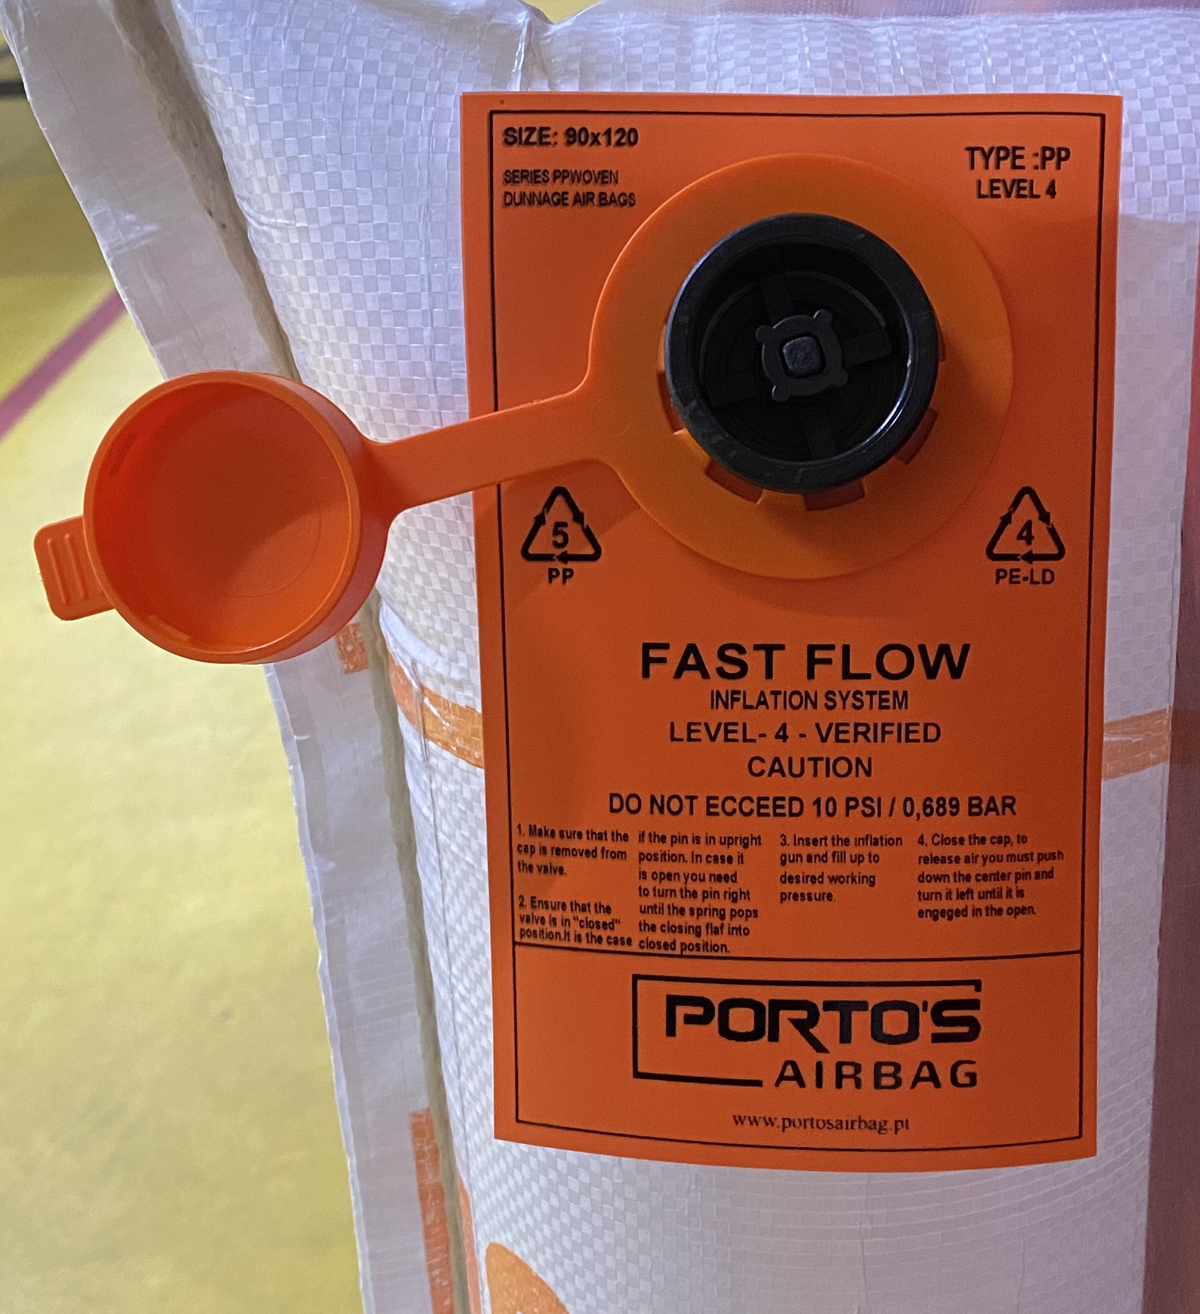 SIZE: 90x120
SERIES PPWOVEN
DUNNAGE AIR BAGS
TYPE :PP
LEVEL 4
5
PP
4
PE-LD
FAST FLOW
INFLATION SYSTEM
LEVEL- 4 - VERIFIED
CAUTION
DO NOT ECCEED 10 PSI / 0,689 BAR
1. Make sure that the
cap is removed from
the valve.
2. Ensure that the
valve is in "closed"
position.It is the case
if the pin is in upright
position. In case it
is open you need
to turn the pin right
until the spring pops
the closing flaf into
closed position.
3. Insert the inflation
gun and fill up to
desired working
pressure.
4. Close the cap, to
release air you must push
down the center pin and
turn it left until it is
engeged in the open.
PORTO'S
AIRBAG
www.portosairbag.pt